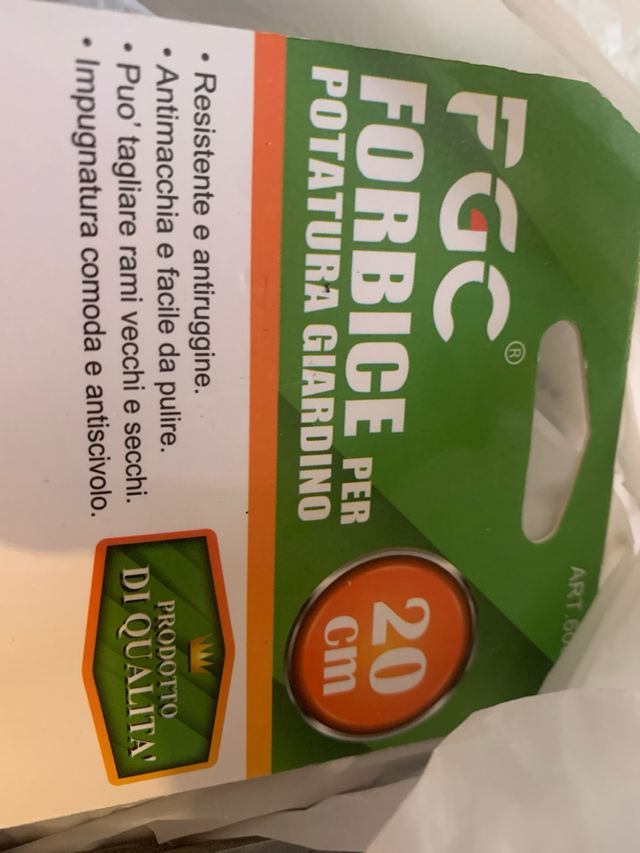 FGC®
FORBICE PER
POTATURA GIARDINO
20
cm
• Resistente e antiruggine.
• Antimacchia e facile da pulire.
• Puo' tagliare rami vecchi e secchi.
• Impugnatura comoda e antiscivolo.
PRODOTTO
DI QUALITA'
ART